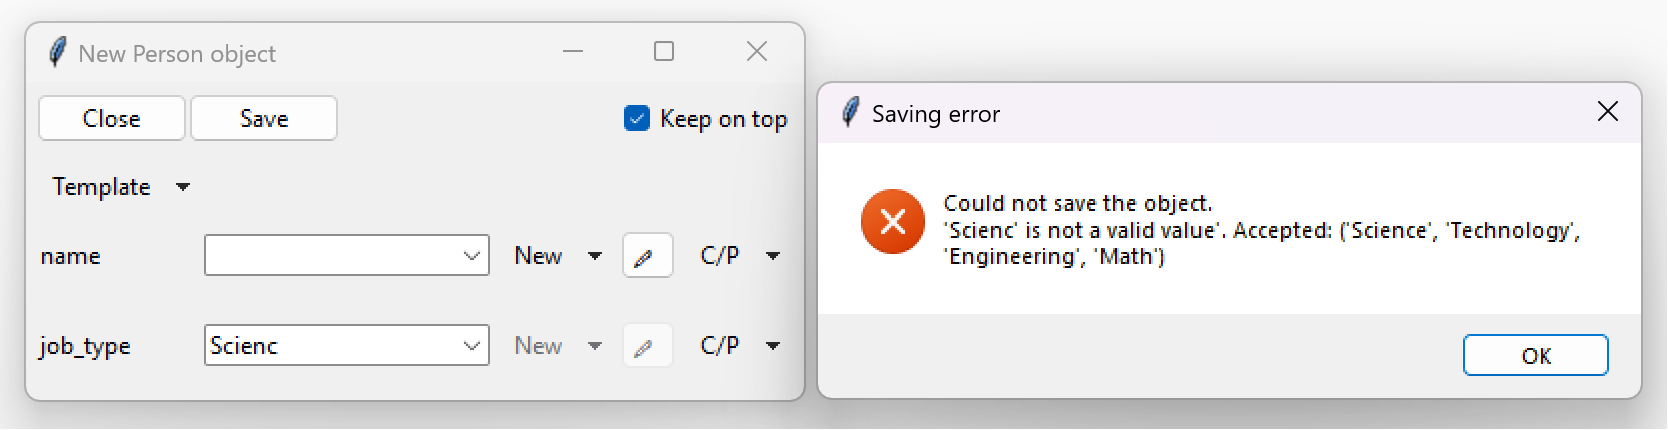 New Person object
Close Save Keep on top
Template
name New C/P
job_type Scienc New C/P
Saving error
Could not save the object.
'Scienc' is not a valid value'. Accepted: ('Science', 'Technology',
'Engineering', 'Math')
OK